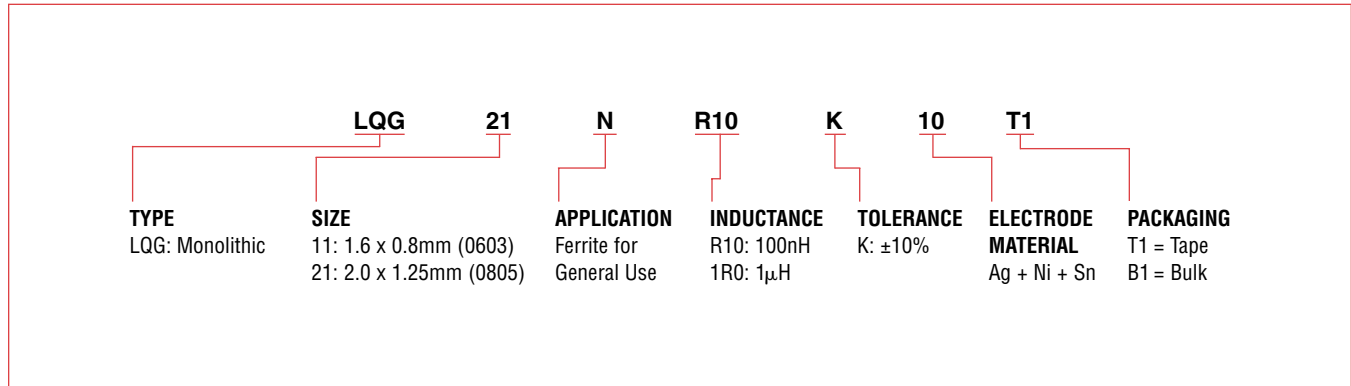 LQG 21 N R10 K 10 T1
TYPE
LQG: Monolithic
SIZE
11: 1.6 x 0.8mm (0603)
21: 2.0 x 1.25mm (0805)
APPLICATION
Ferrite for
General Use
INDUCTANCE
R10: 100nH
1R0: 1μH
TOLERANCE
K: ±10%
ELECTRODE
MATERIAL
Ag + Ni + Sn
PACKAGING
T1 = Tape
B1 = Bulk